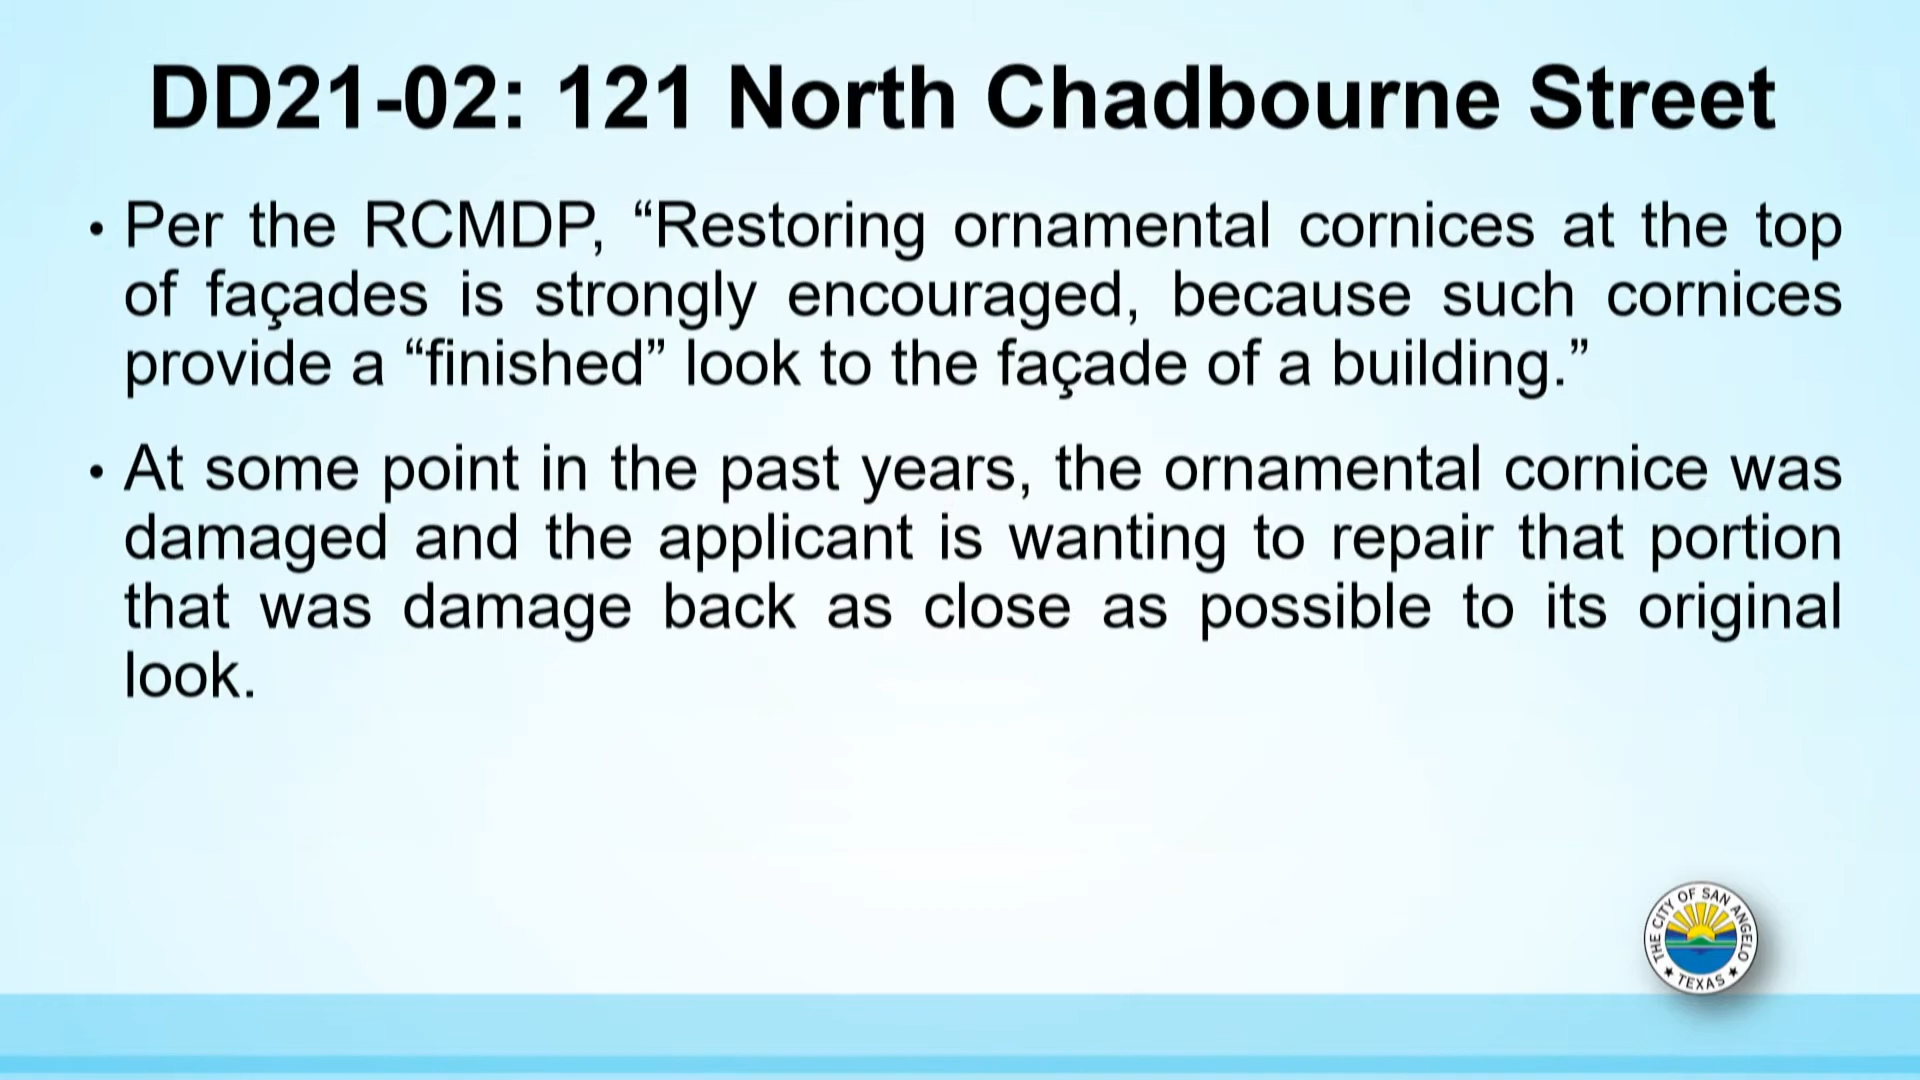 DD21-02: 121 North Chadbourne Street
• Per the RCMDP, “Restoring ornamental cornices at the top
of façades is strongly encouraged, because such cornices
provide a “finished” look to the façade of a building.”
• At some point in the past years, the ornamental cornice was
damaged and the applicant is wanting to repair that portion
that was damage back as close as possible to its original
look.
THE CITY OF SAN ANGELO
TEXAS